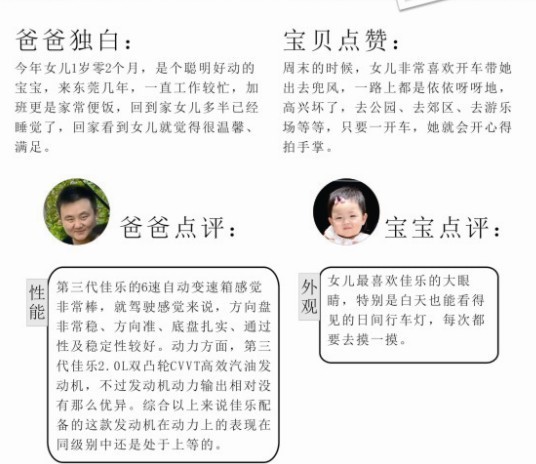 爸爸独白：
今年女儿1岁零2个月，是个聪明好动的
宝宝，来东莞几年，一直工作较忙，加
班更是家常便饭，回到家女儿多半已经
睡觉了，回家看到女儿就觉得很温馨、
满足。
宝贝点赞：
周末的时候，女儿非常喜欢开车带她
出去兜风，一路上都是依依呀呀地，
高兴坏了，去公园、去郊区、去游乐
场等等，只要一开车，她就会开心得
拍手掌。
爸爸点评：
性能
第三代佳乐的6速自动变速箱感觉
非常棒，就驾驶感觉来说，方向盘
非常稳、方向准、底盘扎实、通过
性及稳定性较好。动力方面，第三
代佳乐2.0L双凸轮CVVT高效汽油发
动机，不过发动机动力输出相对没
有那么优异。综合以上来说佳乐配
备的这款发动机在动力上的表现在
同级别中还是处于上等的。
宝宝点评：
外观
女儿最喜欢佳乐的大眼
睛，特别是白天也能看得
见的日间行车灯，每次都
要去摸一摸。